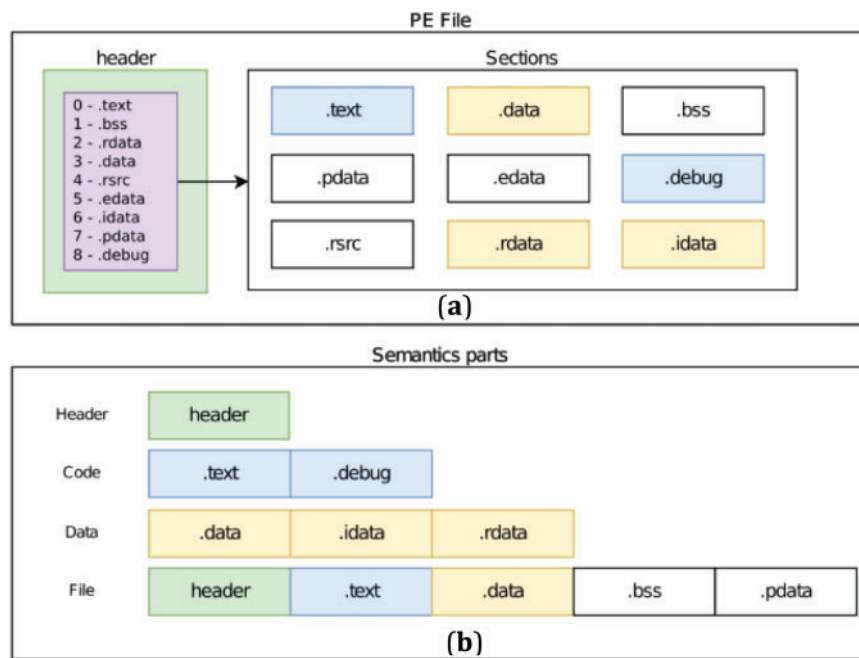 PE File
header
Sections
0 - .text
1 - .bss
2 - .rdata
3 - .data
4 - .rsrc
5 - .edata
6 - .idata
7 - .pdata
8 - .debug
.text .data .bss
.pdata .edata .debug
.rsrc .rdata .idata
(a)
Semantics parts
Header header
Code .text .debug
Data .data .idata .rdata
File header .text .data .bss .pdata
(b)